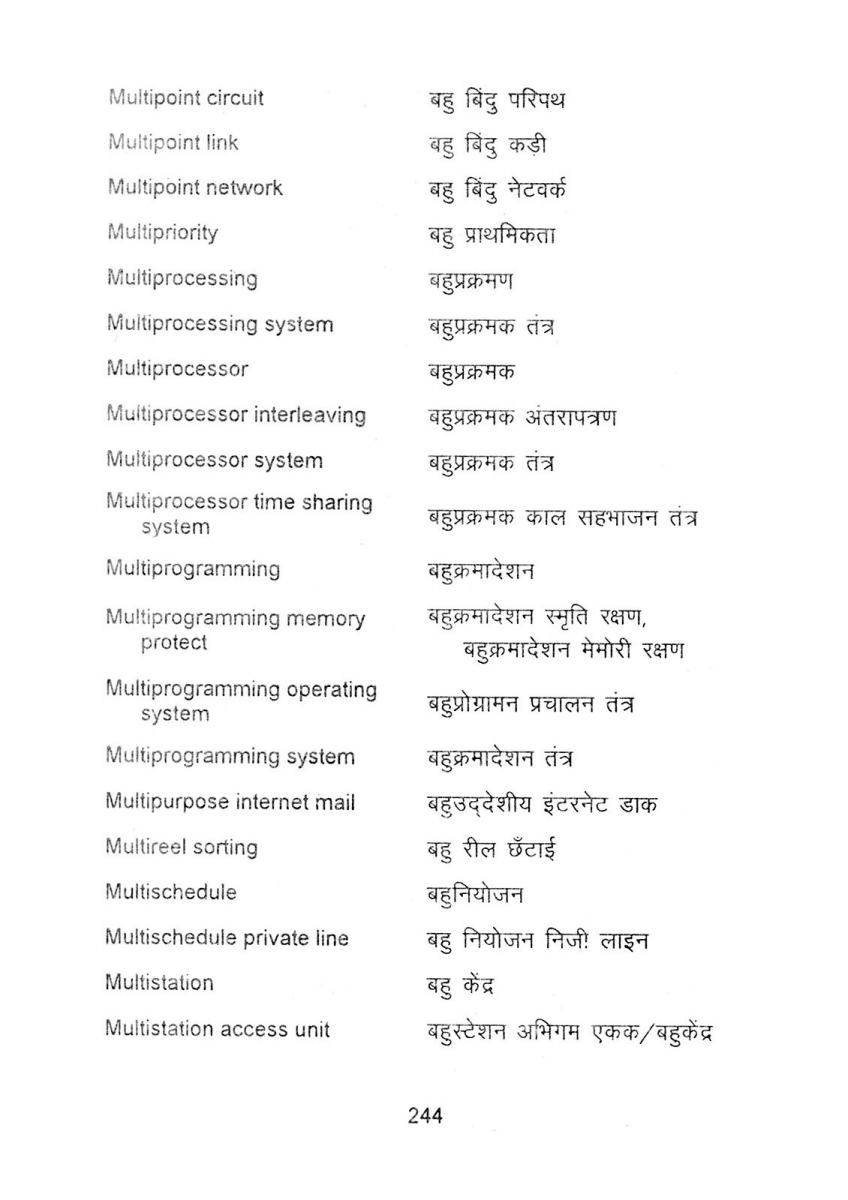 Multipoint circuit बहु बिंदु परिपथ
Multipoint link बहु बिंदु कड़ी
Multipoint network बहु बिंदु नेटवर्क
Multipriority बहु प्राथमिकता
Multiprocessing बहुप्रक्रमण
Multiprocessing system बहुप्रक्रमक तंत्र
Multiprocessor बहुप्रक्रमक
Multiprocessor interleaving बहुप्रक्रमक अंतरापत्रण
Multiprocessor system बहुप्रक्रमक तंत्र
Multiprocessor time sharing
system बहुप्रक्रमक काल सहभाजन तंत्र
Multiprogramming बहुक्रमादेशन
Multiprogramming memory बहुक्रमादेशन स्मृति रक्षण,
protect बहुक्रमादेशन मेमोरी रक्षण
Multiprogramming operating
system बहुप्रोग्रामन प्रचालन तंत्र
Multiprogramming system बहुक्रमादेशन तंत्र
Multipurpose internet mail बहुउद्‌देशीय इंटरनेट डाक
Multireel sorting बहु रील छँटाई
Multischedule बहुनियोजन
Multischedule private line बहु नियोजन निजी लाइन
Multistation बहु केंद्र
Multistation access unit बहुस्टेशन अभिगम एकक/बहुकेंद्र
244